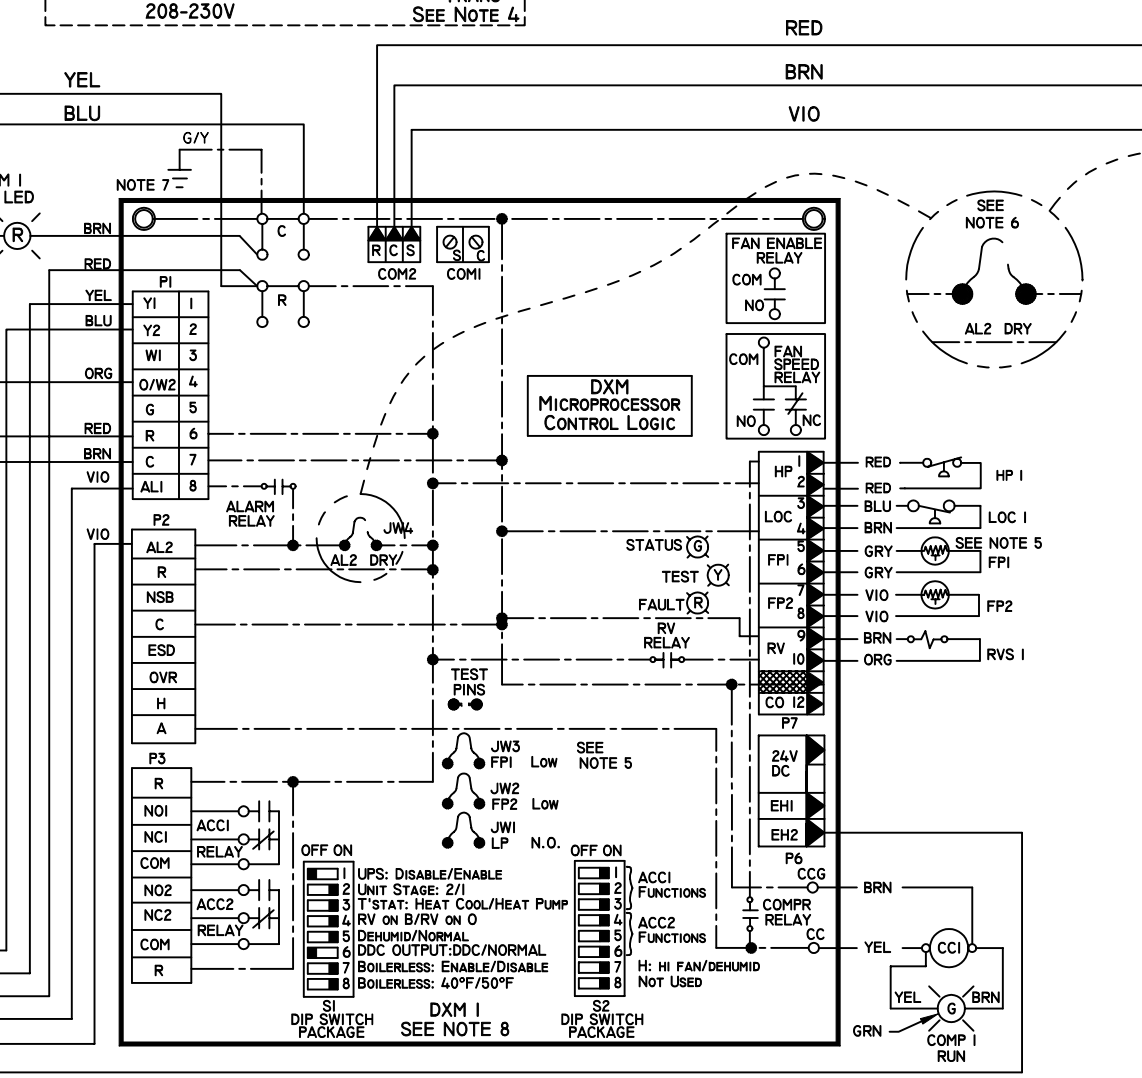 208-230V
SEE NOTE 4
RED
BRN
VIO
YEL
BLU
G/Y
NOTE 7
M 1
LED
R
BRN
RED
YEL
BLU
ORG
RED
BRN
VIO
VIO
C
R
R C S
COM2
S C
COM1
FAN ENABLE
RELAY
COM
NO
COM
FAN
SPEED
RELAY
NO
NC
SEE
NOTE 6
AL2 DRY
P1
Y1 1
Y2 2
W1 3
O/W2 4
G 5
R 6
C 7
AL1 8
ALARM
RELAY
DXM
MICROPROCESSOR
CONTROL LOGIC
P2
AL2
R
NSB
C
ESD
OVR
H
A
JW4
AL2 DRY
STATUS G
TEST Y
FAULT R
RV
RELAY
TEST
PINS
HP 1
2
LOC 3
4
FP1 5
6
FP2 7
8
RV 9
10
CO 12
P7
RED
RED
HP 1
BLU
BRN
LOC 1
GRY
GRY
SEE NOTE 5
FP1
VIO
VIO
FP2
BRN
ORG
RVS 1
24V
DC
EH1
EH2
P6
CCG
BRN
COMPR
RELAY
CC
YEL
CC1
YEL
BRN
G
GRN
COMP 1
RUN
P3
R
NO1
NC1
COM
NO2
NC2
COM
R
ACC1
RELAY
ACC2
RELAY
JW3
FP1 LOW
SEE
NOTE 5
JW2
FP2 LOW
JW1
LP N.O.
OFF ON
1 UPS: DISABLE/ENABLE
2 UNIT STAGE: 2/1
3 T'STAT: HEAT COOL/HEAT PUMP
4 RV ON B/RV ON O
5 DEHUMID/NORMAL
6 DDC OUTPUT:DDC/NORMAL
7 BOILERLESS: ENABLE/DISABLE
8 BOILERLESS: 40°F/50°F
S1
DIP SWITCH
PACKAGE
DXM 1
SEE NOTE 8
OFF ON
1
2
3
4
5
6
7
8
ACC1
FUNCTIONS
ACC2
FUNCTIONS
H: HI FAN/DEHUMID
NOT USED
S2
DIP SWITCH
PACKAGE